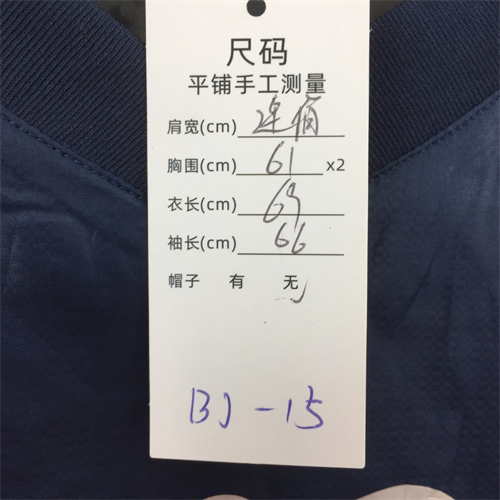 尺码
平铺手工测量
肩宽(cm) 连肩
胸围(cm) 61 x2
衣长(cm) 69
袖长(cm) 66
帽子 有 无
BJ-15